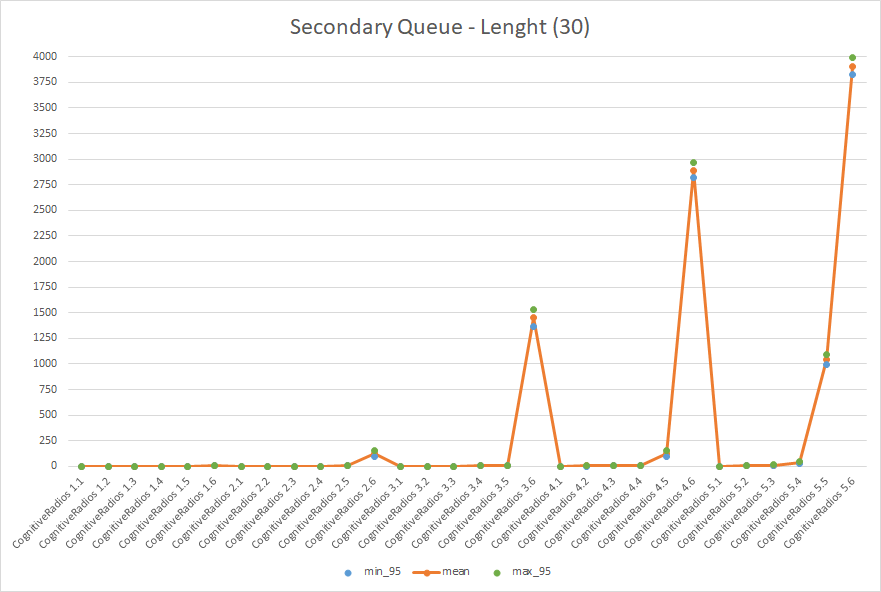 Secondary Queue - Lenght (30)
4000
3750
3500
3250
3000
2750
2500
2250
2000
1750
1500
1250
1000
750
500
250
0
CognitiveRadios 1.1
CognitiveRadios 1.2
CognitiveRadios 1.3
CognitiveRadios 1.4
CognitiveRadios 1.5
CognitiveRadios 1.6
CognitiveRadios 2.1
CognitiveRadios 2.2
CognitiveRadios 2.3
CognitiveRadios 2.4
CognitiveRadios 2.5
CognitiveRadios 2.6
CognitiveRadios 3.1
CognitiveRadios 3.2
CognitiveRadios 3.3
CognitiveRadios 3.4
CognitiveRadios 3.5
CognitiveRadios 3.6
CognitiveRadios 4.1
CognitiveRadios 4.2
CognitiveRadios 4.3
CognitiveRadios 4.4
CognitiveRadios 4.5
CognitiveRadios 4.6
CognitiveRadios 5.1
CognitiveRadios 5.2
CognitiveRadios 5.3
CognitiveRadios 5.4
CognitiveRadios 5.5
CognitiveRadios 5.6
min_95 mean max_95